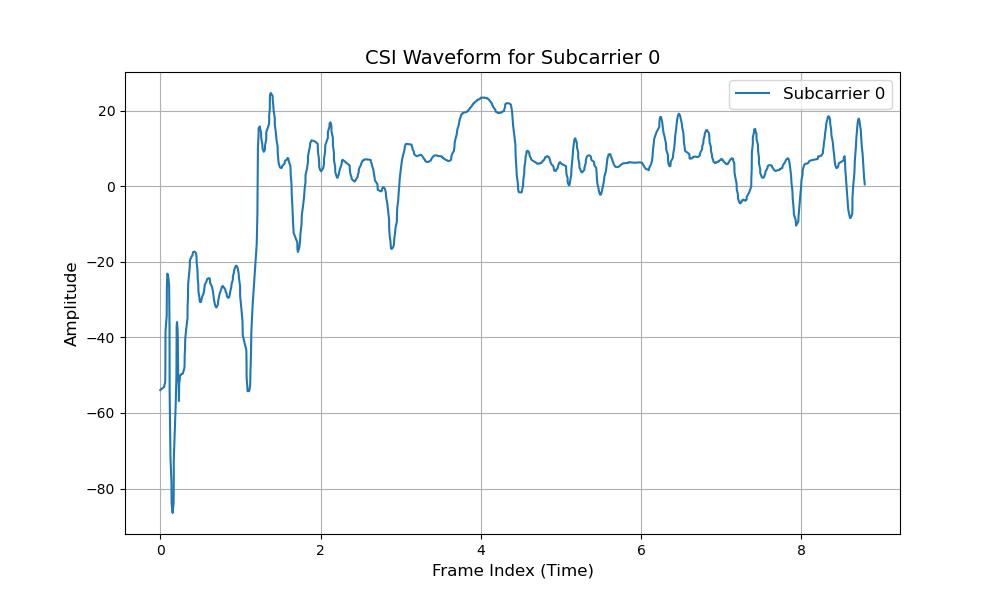 CSI Waveform for Subcarrier 0
Subcarrier 0
20
0
−20
−40
−60
−80
Amplitude
0 2 4 6 8
Frame Index (Time)